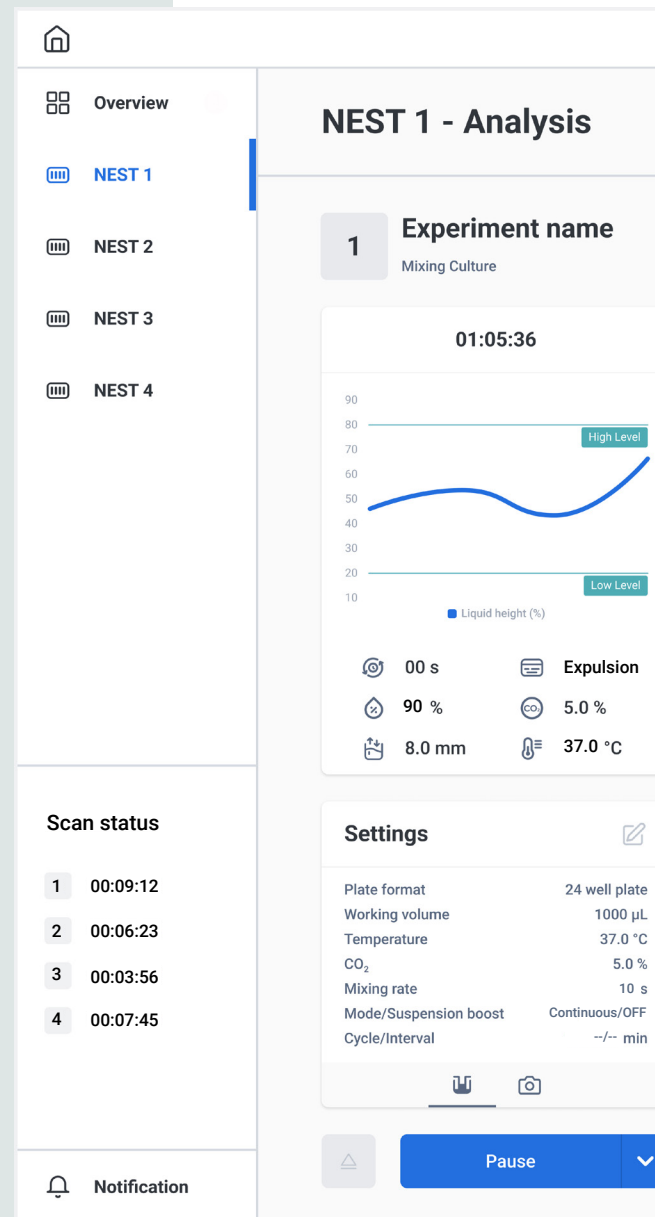 Overview
NEST 1
NEST 2
NEST 3
NEST 4
Scan status
1 00:09:12
2 00:06:23
3 00:03:56
4 00:07:45
Notification
NEST 1 - Analysis
1
Experiment name
Mixing Culture
01:05:36
90
80
High Level
70
60
50
40
30
20
Low Level
10
Liquid height (%)
00 s
Expulsion
90 %
CO₂ 5.0 %
8.0 mm
37.0 °C
Settings
Plate format 24 well plate
Working volume 1000 µL
Temperature 37.0 °C
CO₂ 5.0 %
Mixing rate 10 s
Mode/Suspension boost Continuous/OFF
Cycle/Interval --/-- min
Pause